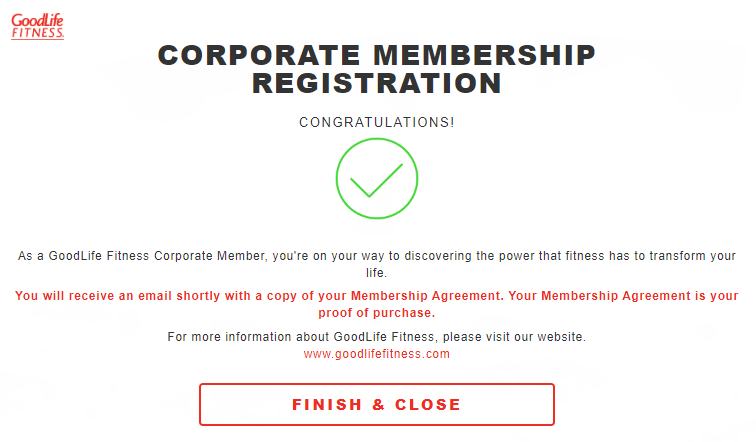 GoodLife
FITNESS
CORPORATE MEMBERSHIP
REGISTRATION
CONGRATULATIONS!
As a GoodLife Fitness Corporate Member, you're on your way to discovering the power that fitness has to transform your
life.
You will receive an email shortly with a copy of your Membership Agreement. Your Membership Agreement is your
proof of purchase.
For more information about GoodLife Fitness, please visit our website.
www.goodlifefitness.com
FINISH & CLOSE